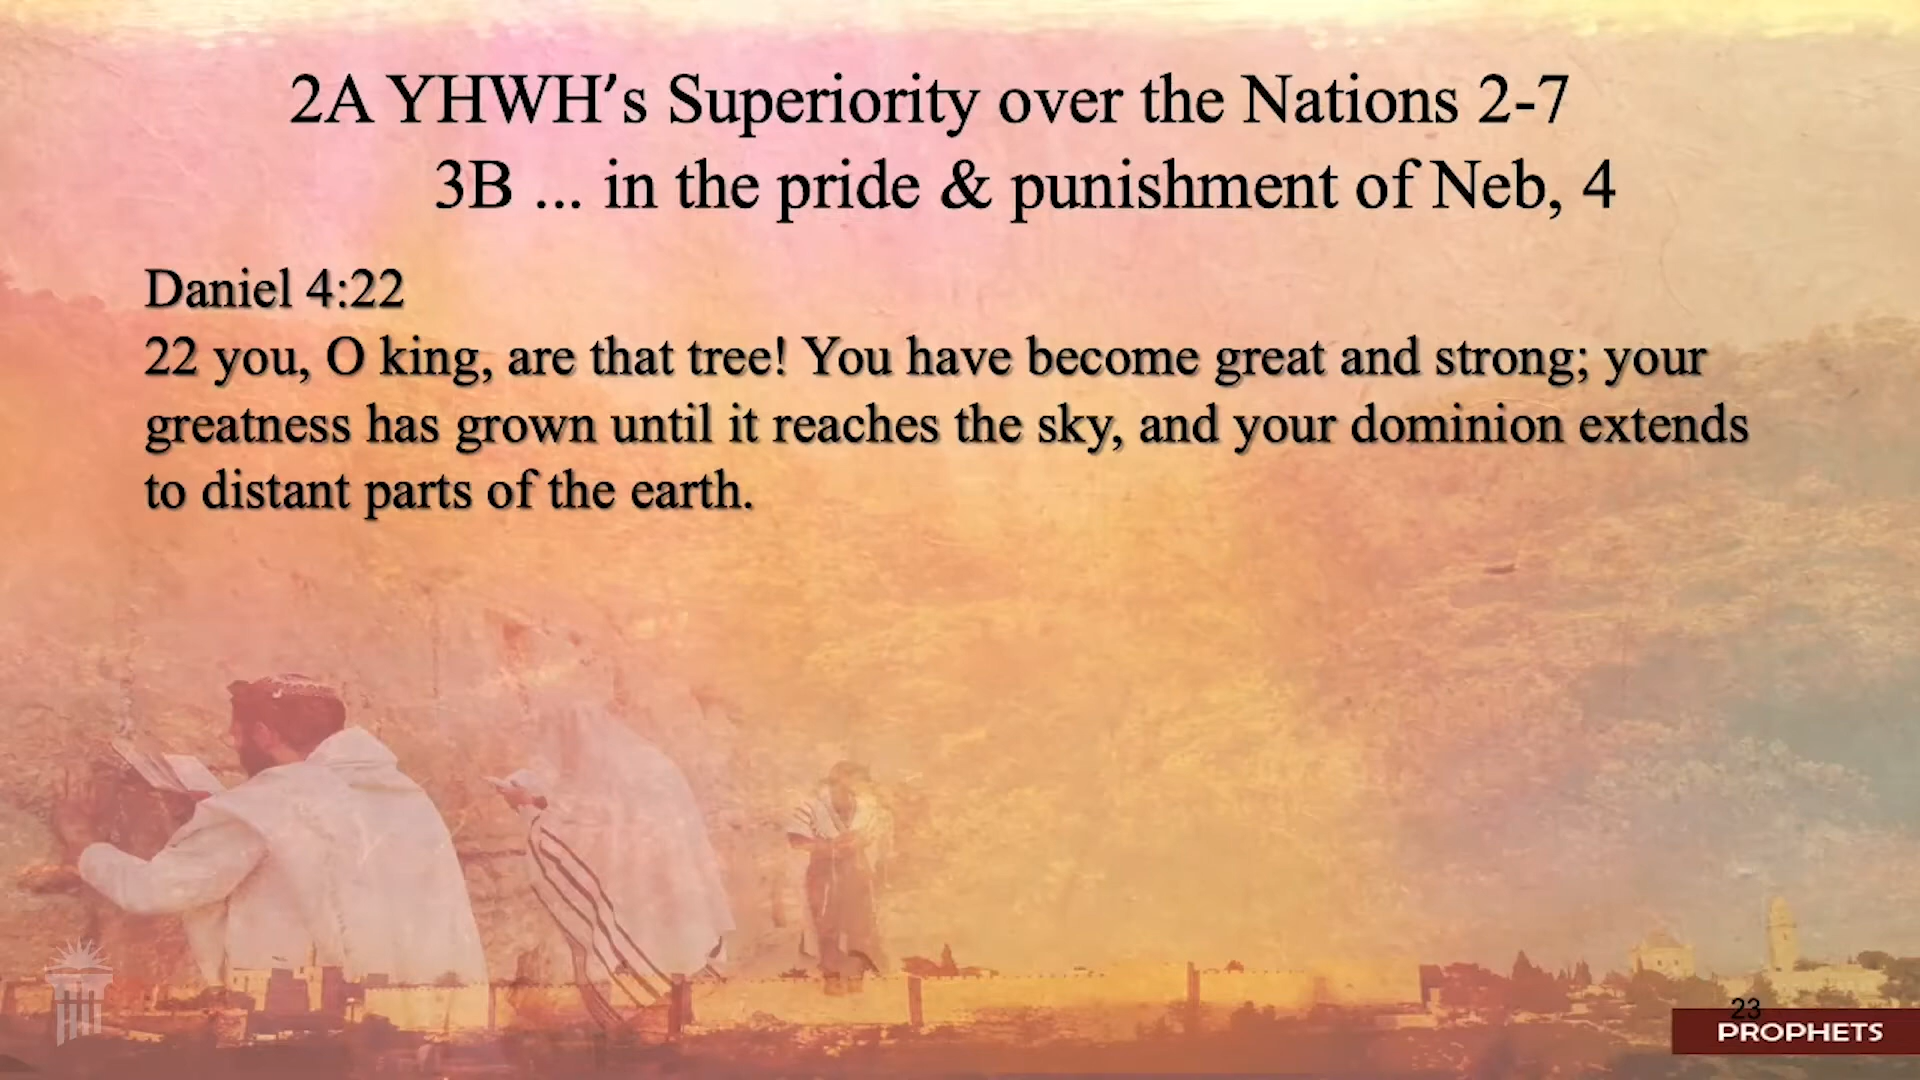 2A YHWH's Superiority over the Nations 2-7
3B ... in the pride & punishment of Neb, 4
Daniel 4:22
22 you, O king, are that tree! You have become great and strong; your
greatness has grown until it reaches the sky, and your dominion extends
to distant parts of the earth.
23
PROPHETS